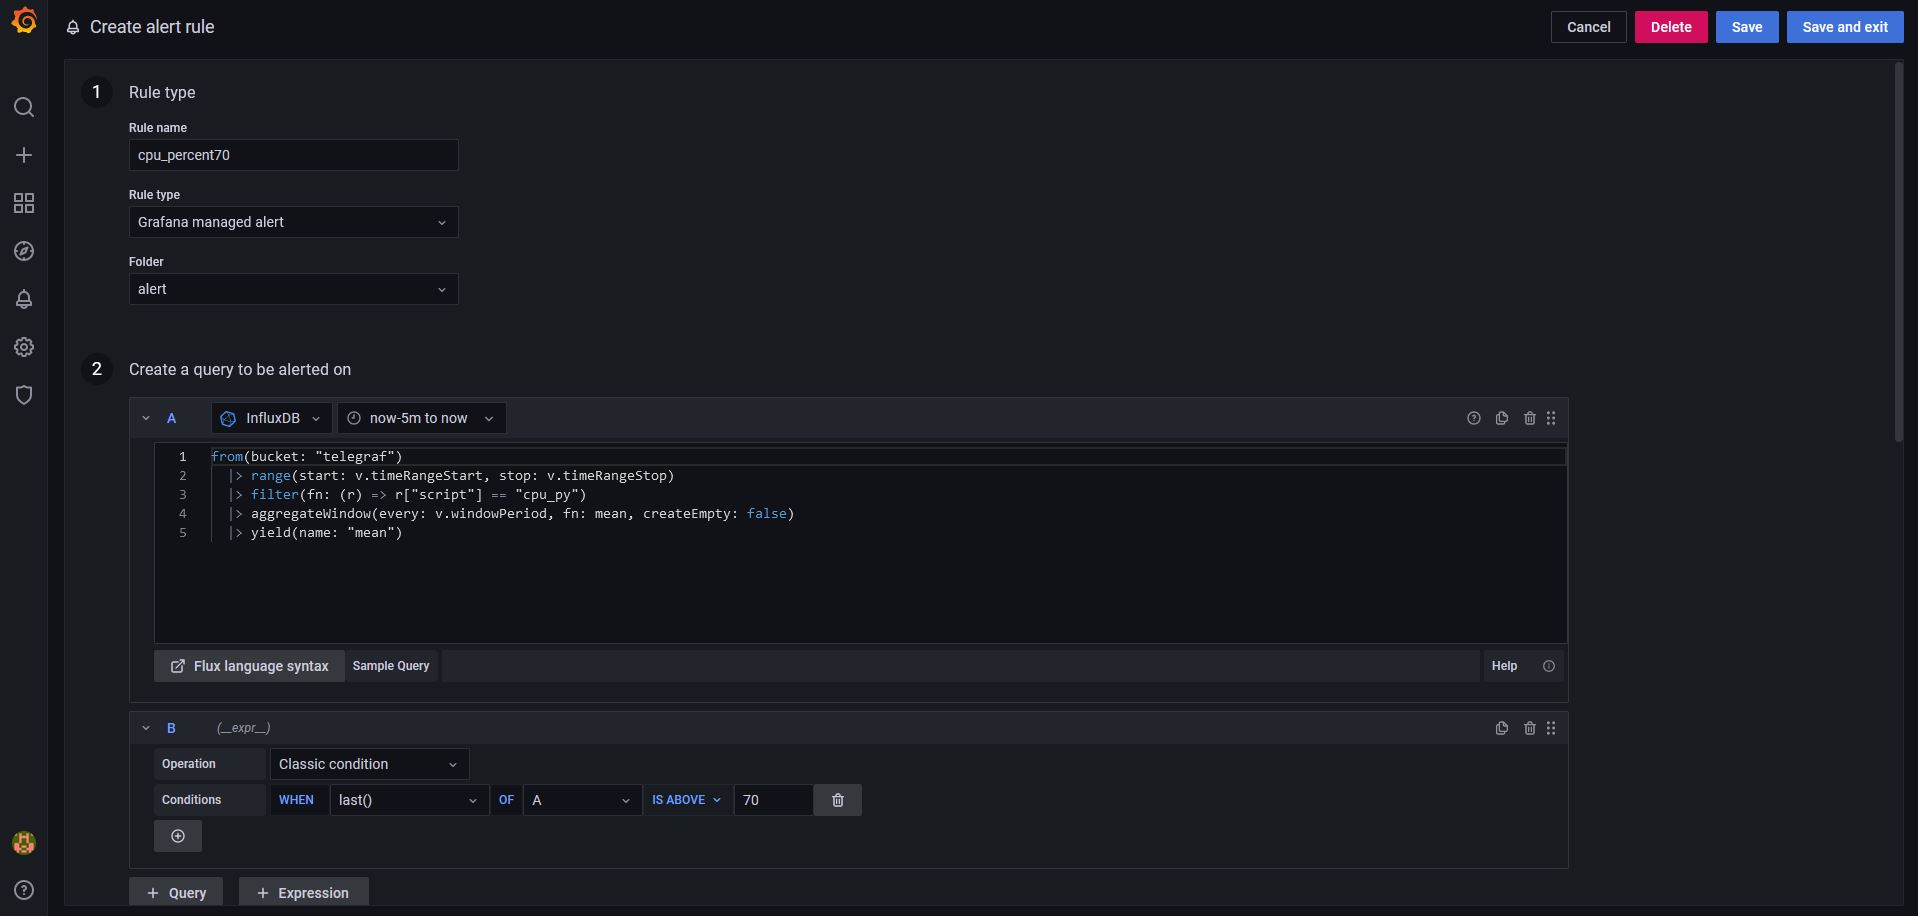 Create alert rule
Cancel
Delete
Save
Save and exit
1 Rule type
Rule name
cpu_percent70
Rule type
Grafana managed alert
Folder
alert
2 Create a query to be alerted on
A InfluxDB now-5m to now
1 from(bucket: "telegraf")
2 |> range(start: v.timeRangeStart, stop: v.timeRangeStop)
3 |> filter(fn: (r) => r["script"] == "cpu_py")
4 |> aggregateWindow(every: v.windowPeriod, fn: mean, createEmpty: false)
5 |> yield(name: "mean")
Flux language syntax Sample Query Help
B (__expr__)
Operation Classic condition
Conditions WHEN last() OF A IS ABOVE 70
+ Query + Expression